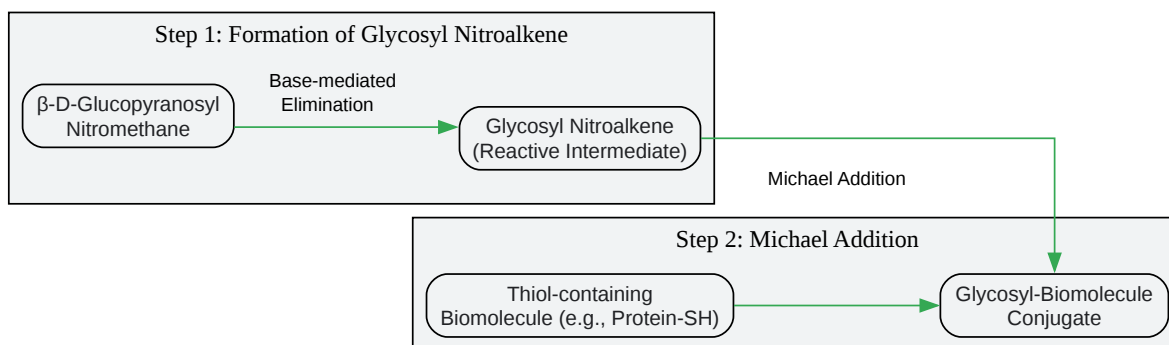 Step 1: Formation of Glycosyl Nitroalkene
β-D-Glucopyranosyl
Nitromethane
Base-mediated
Elimination
Glycosyl Nitroalkene
(Reactive Intermediate)
Michael Addition
Step 2: Michael Addition
Thiol-containing
Biomolecule (e.g., Protein-SH)
Glycosyl-Biomolecule
Conjugate